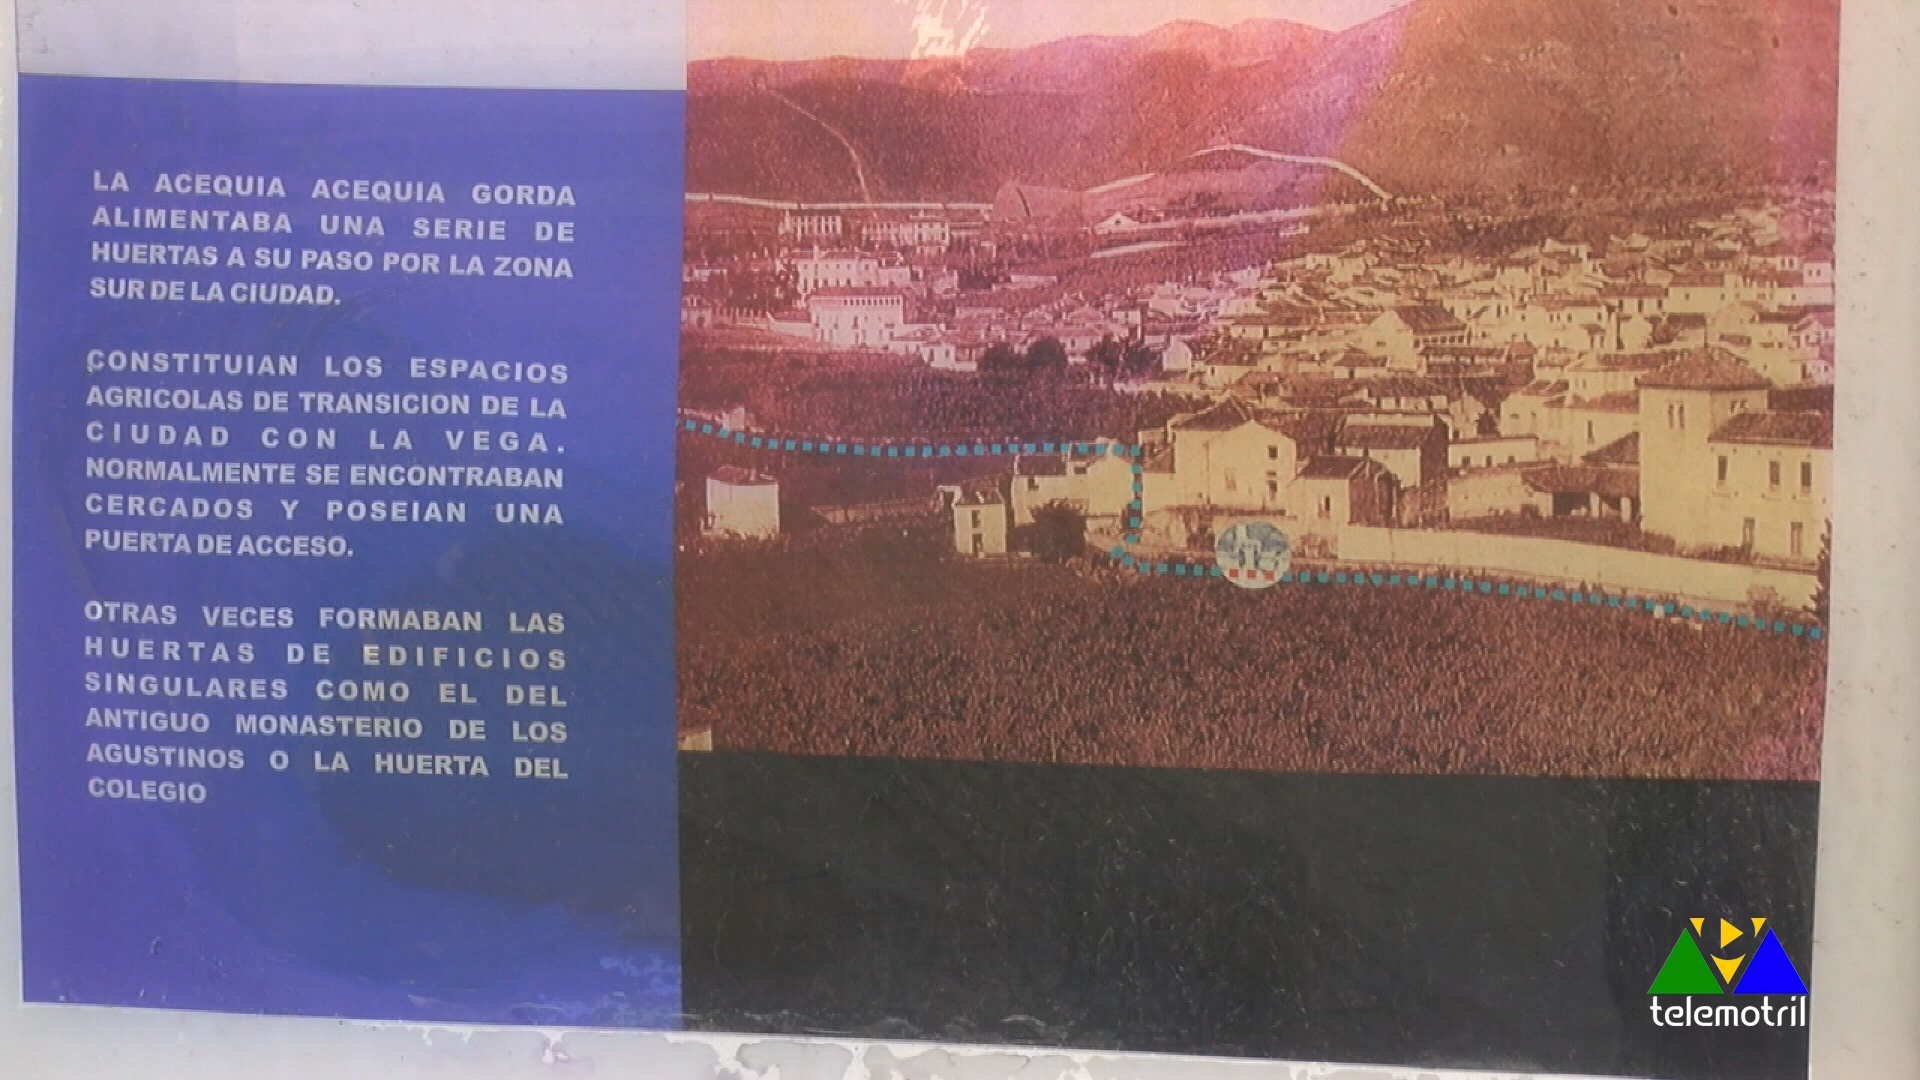 LA ACEQUIA ACEQUIA GORDA
ALIMENTABA UNA SERIE DE
HUERTAS A SU PASO POR LA ZONA
SUR DE LA CIUDAD.
CONSTITUIAN LOS ESPACIOS
AGRICOLAS DE TRANSICION DE LA
CIUDAD CON LA VEGA.
NORMALMENTE SE ENCONTRABAN
CERCADOS Y POSEIAN UNA
PUERTA DE ACCESO.
OTRAS VECES FORMABAN LAS
HUERTAS DE EDIFICIOS
SINGULARES COMO EL DEL
ANTIGUO MONASTERIO DE LOS
AGUSTINOS O LA HUERTA DEL
COLEGIO
telemotril